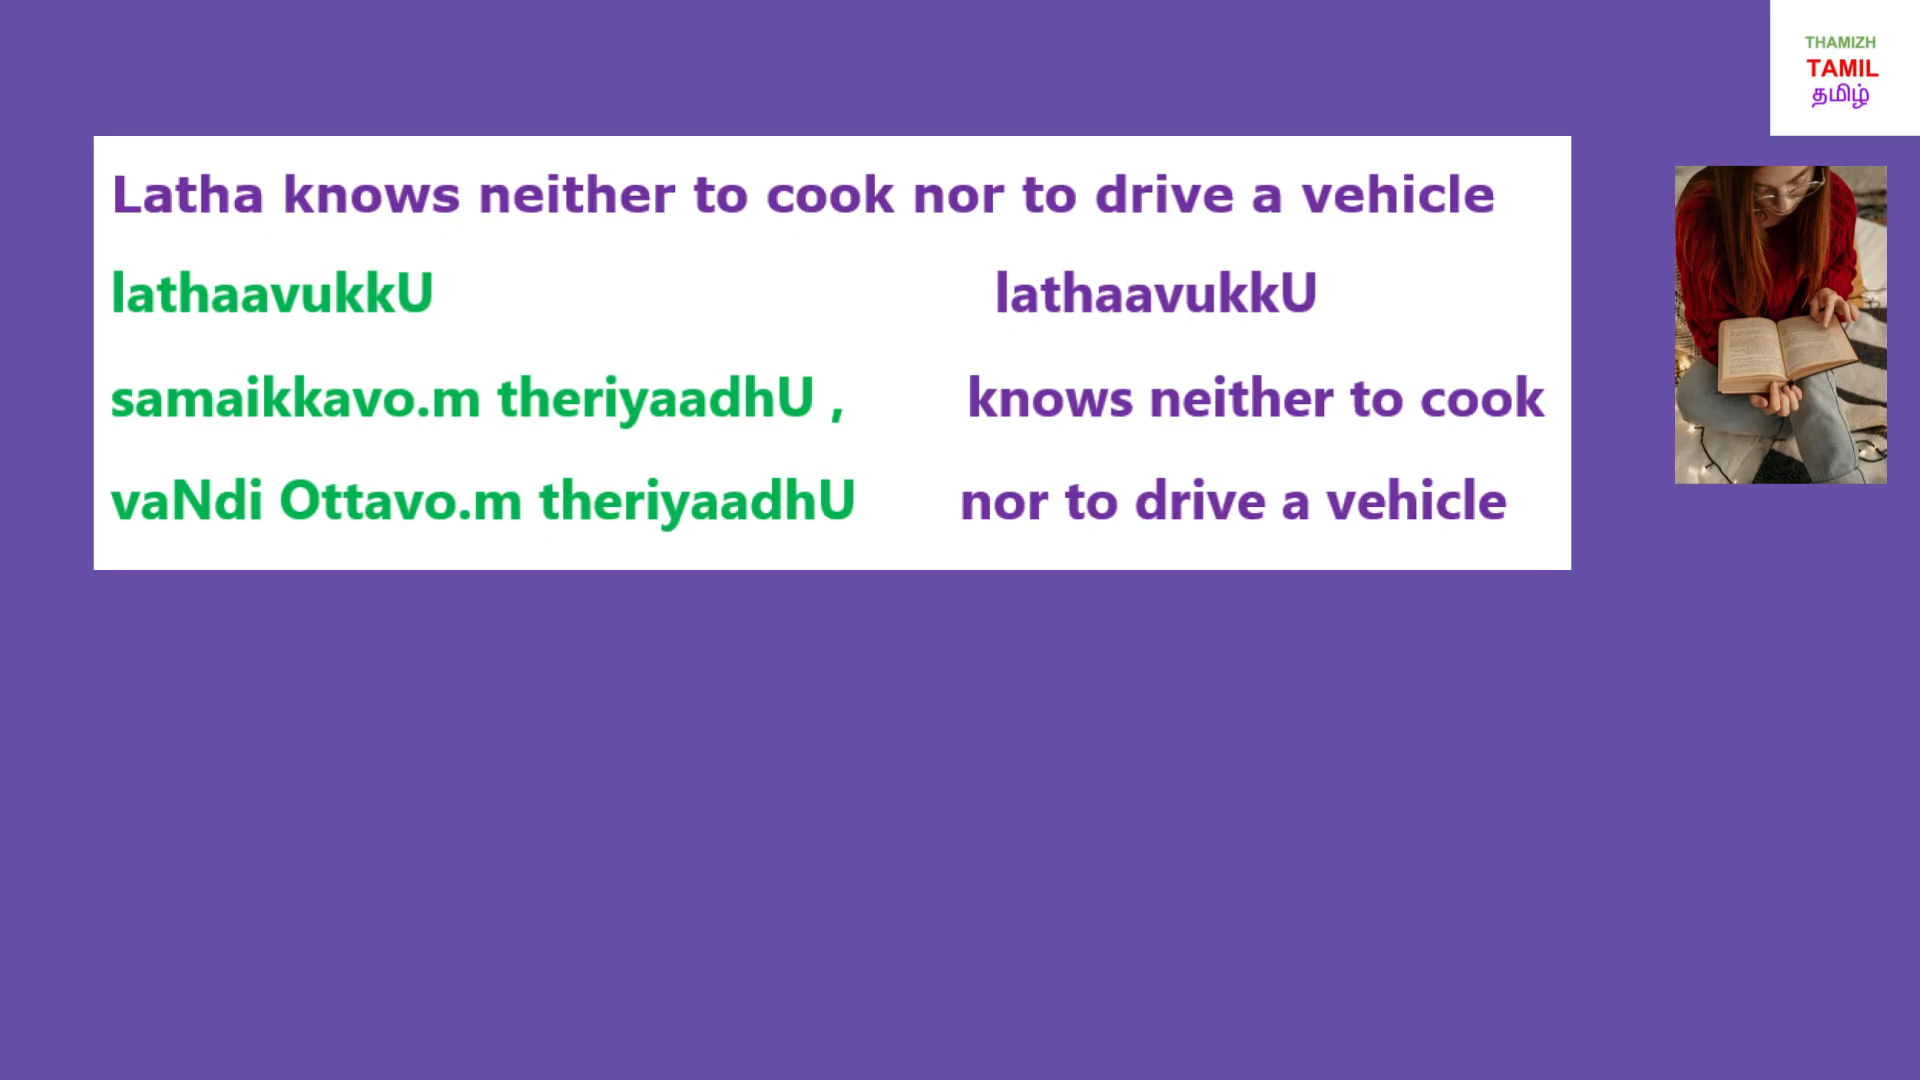 THAMIZH
TAMIL
தமிழ்
Latha knows neither to cook nor to drive a vehicle
lathaavukkU lathaavukkU
samaikkavo.m theriyaadhU , knows neither to cook
vaNdi Ottavo.m theriyaadhU nor to drive a vehicle